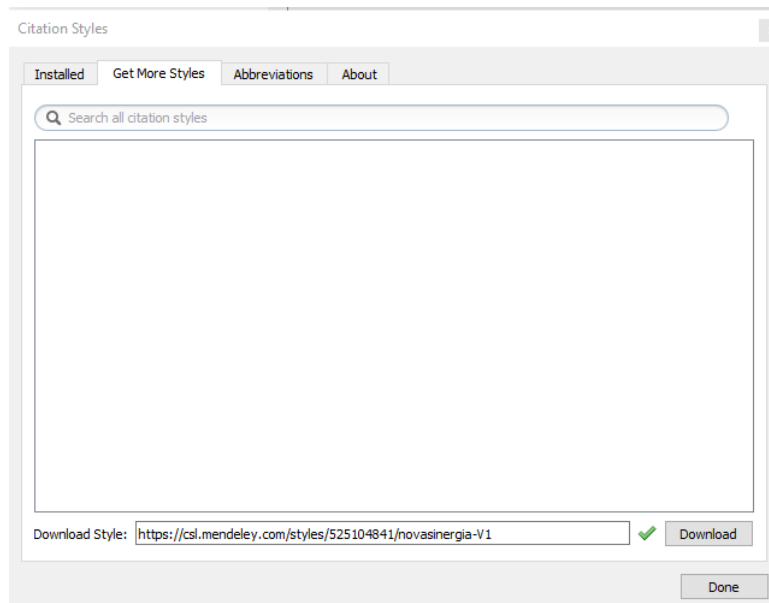 Citation Styles
Installed Get More Styles Abbreviations About
Search all citation styles
Download Style: https://csl.mendeley.com/styles/525104841/novasinergia-V1 Download
Done